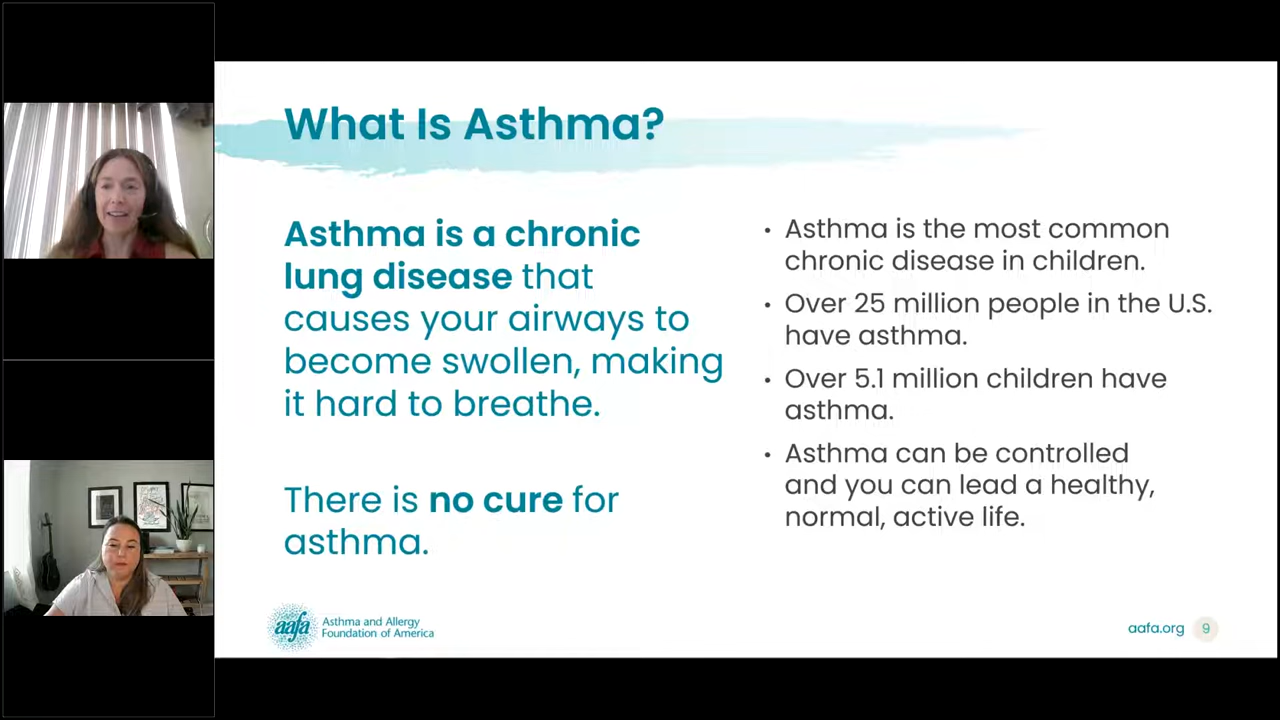 What Is Asthma?
Asthma is a chronic
lung disease that
causes your airways to
become swollen, making
it hard to breathe.
There is no cure for
asthma.
• Asthma is the most common
chronic disease in children.
• Over 25 million people in the U.S.
have asthma.
• Over 5.1 million children have
asthma.
• Asthma can be controlled
and you can lead a healthy,
normal, active life.
aafa
Asthma and Allergy
Foundation of America
aafa.org 9